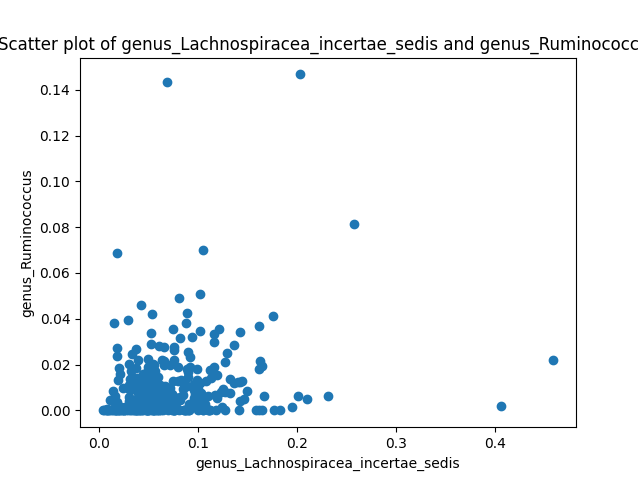 Scatter plot of genus_Lachnospiracea_incertae_sedis and genus_Ruminococc
0.14
0.12
0.10
0.08
0.06
0.04
0.02
0.00
genus_Ruminococcus
0.0 0.1 0.2 0.3 0.4
genus_Lachnospiracea_incertae_sedis